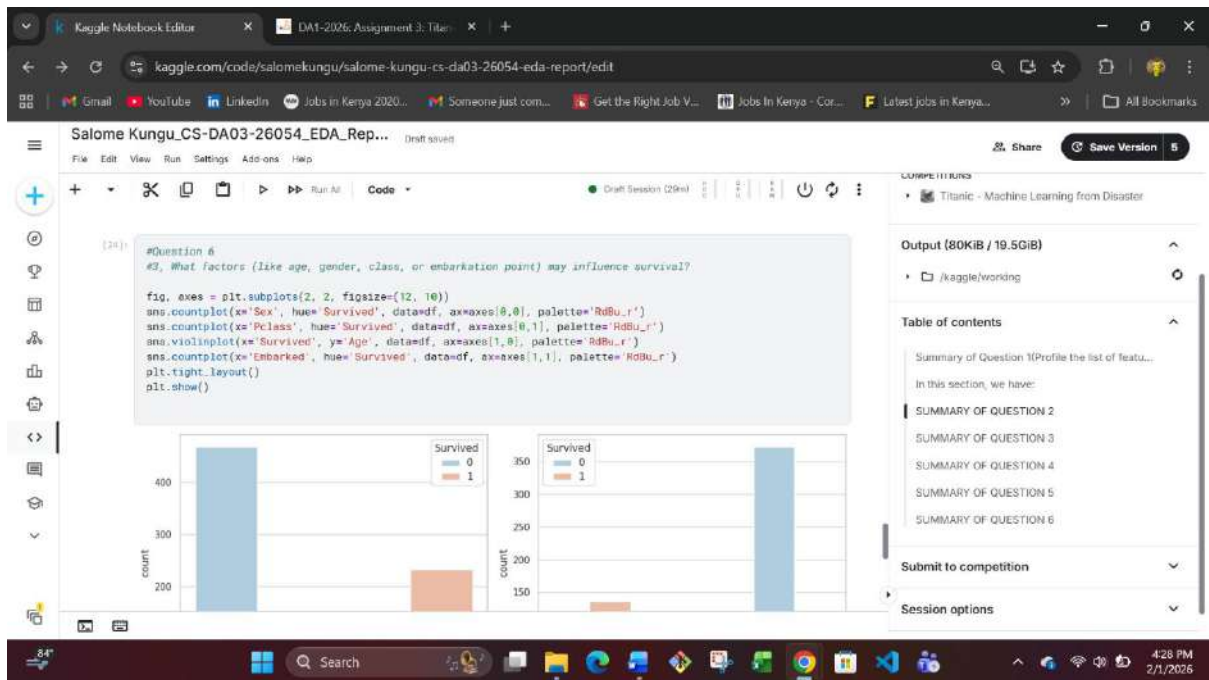 Kaggle Notebook Editor
DA1-2026: Assignment 3: Titan
kaggle.com/code/salomekungu/salome-kungu-cs-da03-26054-eda-report/edit
Gmail YouTube LinkedIn Jobs in Kenya 2020... Someone just com... Get the Right Job V... Jobs In Kenya - Cor... Latest jobs in Kenya... » All Bookmarks
Salome Kungu_CS-DA03-26054_EDA_Rep... Draft saved
Share Save Version 5
File Edit View Run Settings Add-ons Help
Run All Code Draft Session (29m)
COMPETITIONS
Titanic - Machine Learning from Disaster
Output (80KiB / 19.5GiB)
/kaggle/working
Table of contents
Summary of Question 1(Profile the list of featu...
In this section, we have:
SUMMARY OF QUESTION 2
SUMMARY OF QUESTION 3
SUMMARY OF QUESTION 4
SUMMARY OF QUESTION 5
SUMMARY OF QUESTION 6
Submit to competition
Session options
[24]:
#Question 6
#3, What factors (like age, gender, class, or embarkation point) may influence survival?
fig, axes = plt.subplots(2, 2, figsize=(12, 10))
sns.countplot(x='Sex', hue='Survived', data=df, ax=axes[0,0], palette='RdBu_r')
sns.countplot(x='Pclass', hue='Survived', data=df, ax=axes[0,1], palette='RdBu_r')
sns.violinplot(x='Survived', y='Age', data=df, ax=axes[1,0], palette='RdBu_r')
sns.countplot(x='Embarked', hue='Survived', data=df, ax=axes[1,1], palette='RdBu_r')
plt.tight_layout()
plt.show()
Survived
0
1
400
300
200
count
Survived
0
1
350
300
250
200
150
count
84°
Search
4:28 PM
2/1/2026